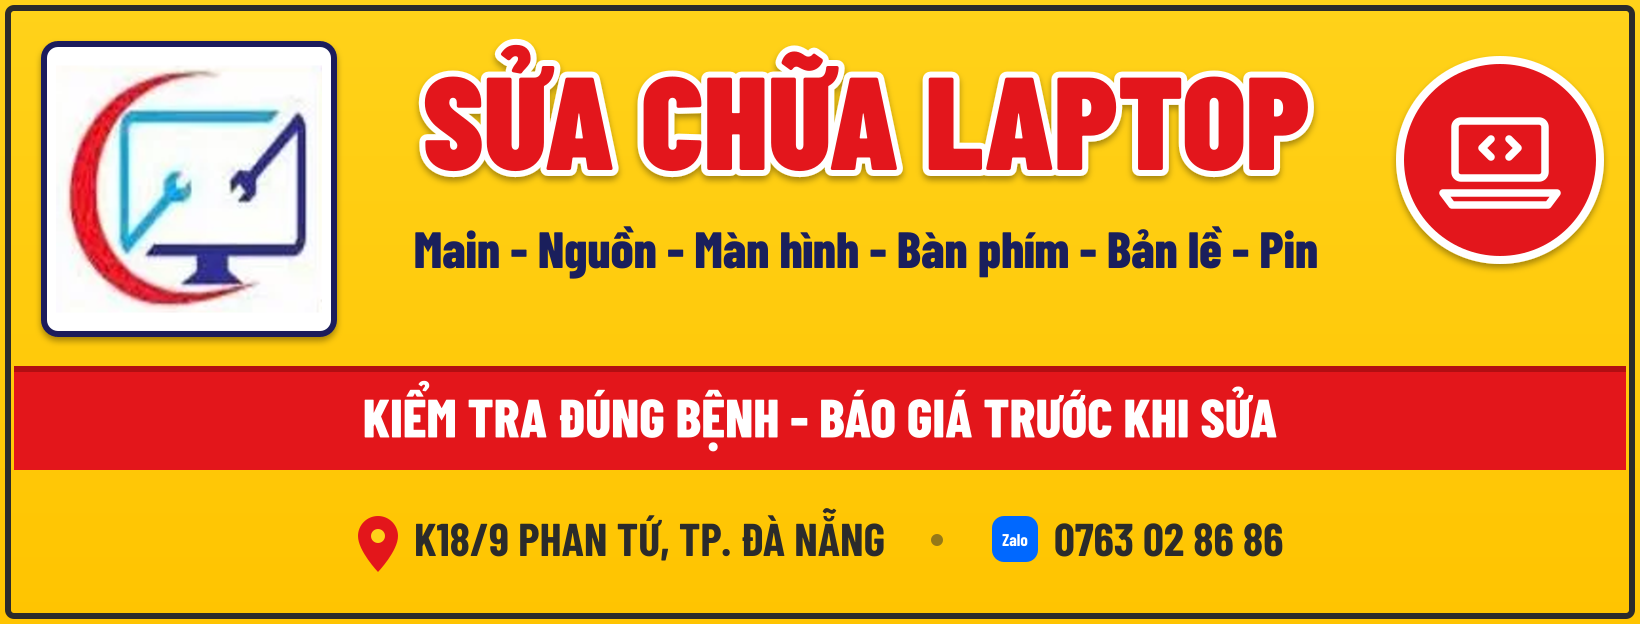 SỬA CHỮA LAPTOP
Main - Nguồn - Màn hình - Bàn phím - Bản lề - Pin
KIỂM TRA ĐÚNG BỆNH - BÁO GIÁ TRƯỚC KHI SỬA
K18/9 PHAN TỨ, TP. ĐÀ NẴNG • Zalo 0763 02 86 86